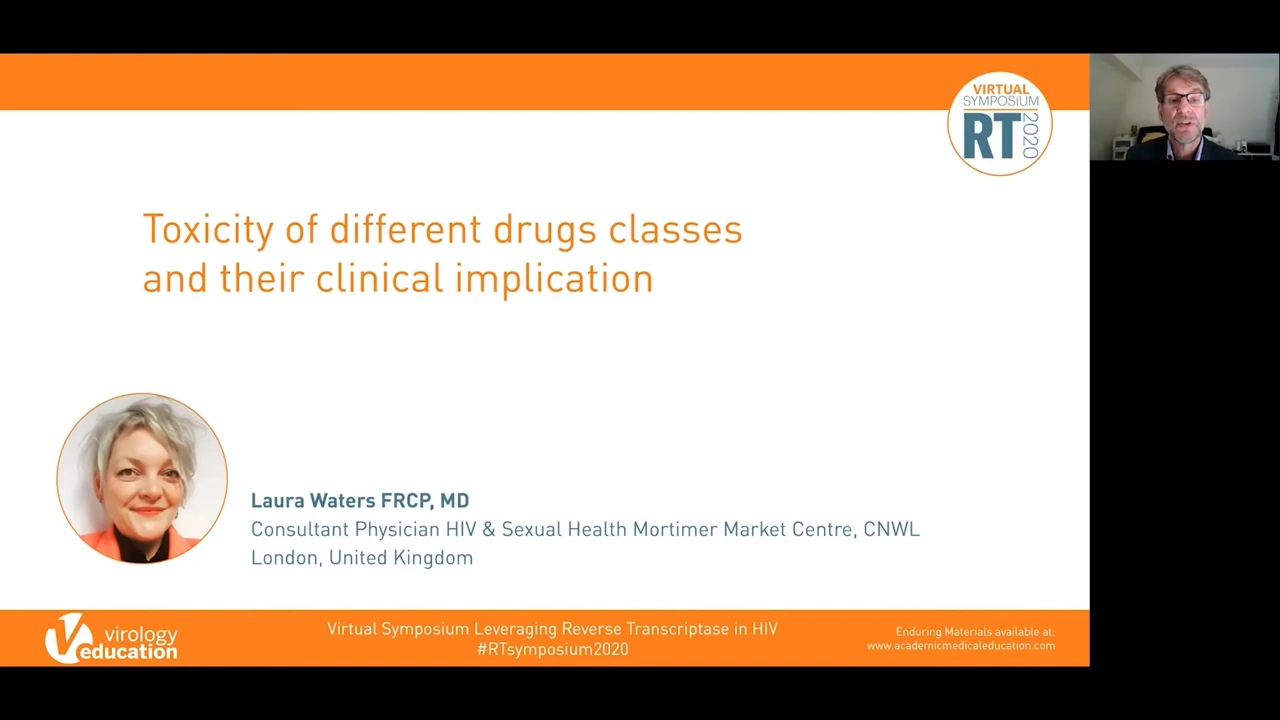 VIRTUAL
SYMPOSIUM
RT
2020
Toxicity of different drugs classes
and their clinical implication
Laura Waters FRCP, MD
Consultant Physician HIV & Sexual Health Mortimer Market Centre, CNWL
London, United Kingdom
virology
education
Virtual Symposium Leveraging Reverse Transcriptase in HIV
#RTsymposium2020
Enduring Materials available at:
www.academicmedicaleducation.com